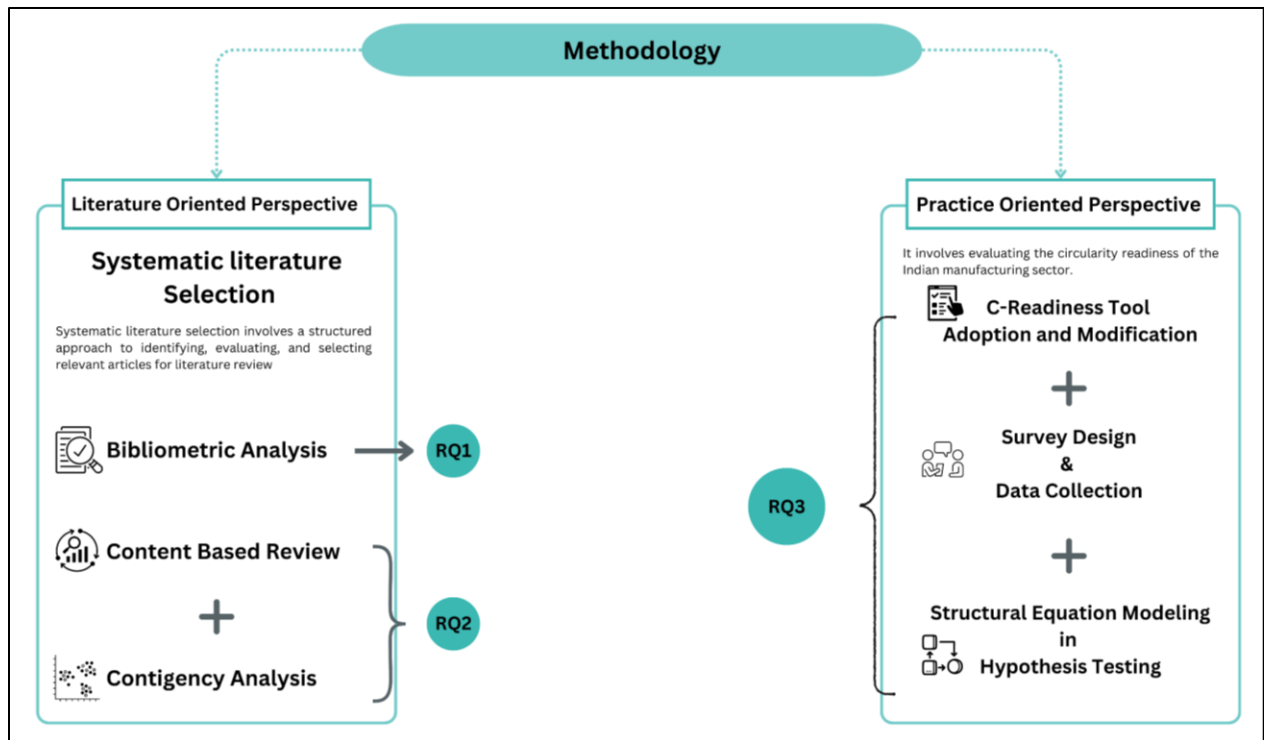 Methodology
Literature Oriented Perspective
Systematic literature
Selection
Systematic literature selection involves a structured
approach to identifying, evaluating, and selecting
relevant articles for literature review
Bibliometric Analysis
RQ1
Content Based Review
+
Contigency Analysis
RQ2
Practice Oriented Perspective
It involves evaluating the circularity readiness of the
Indian manufacturing sector.
C-Readiness Tool
Adoption and Modification
+
Survey Design
&
Data Collection
+
Structural Equation Modeling
in
Hypothesis Testing
RQ3